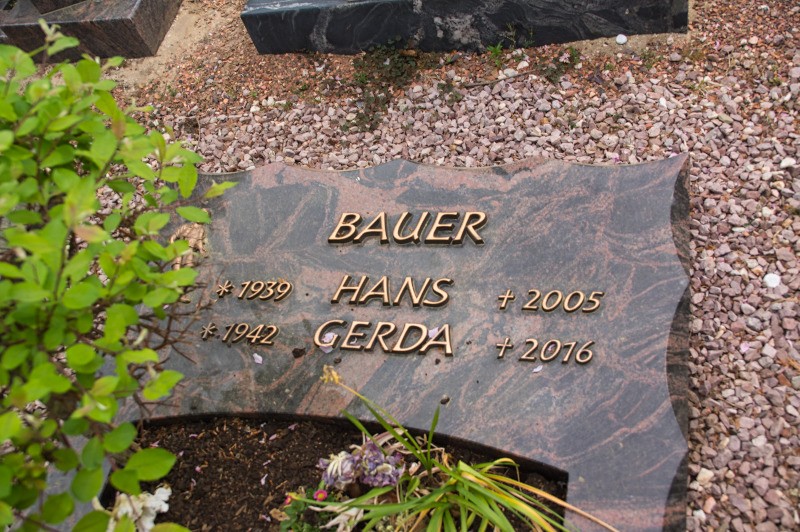 BAUER
* 1939 HANS † 2005
* 1942 GERDA † 2016